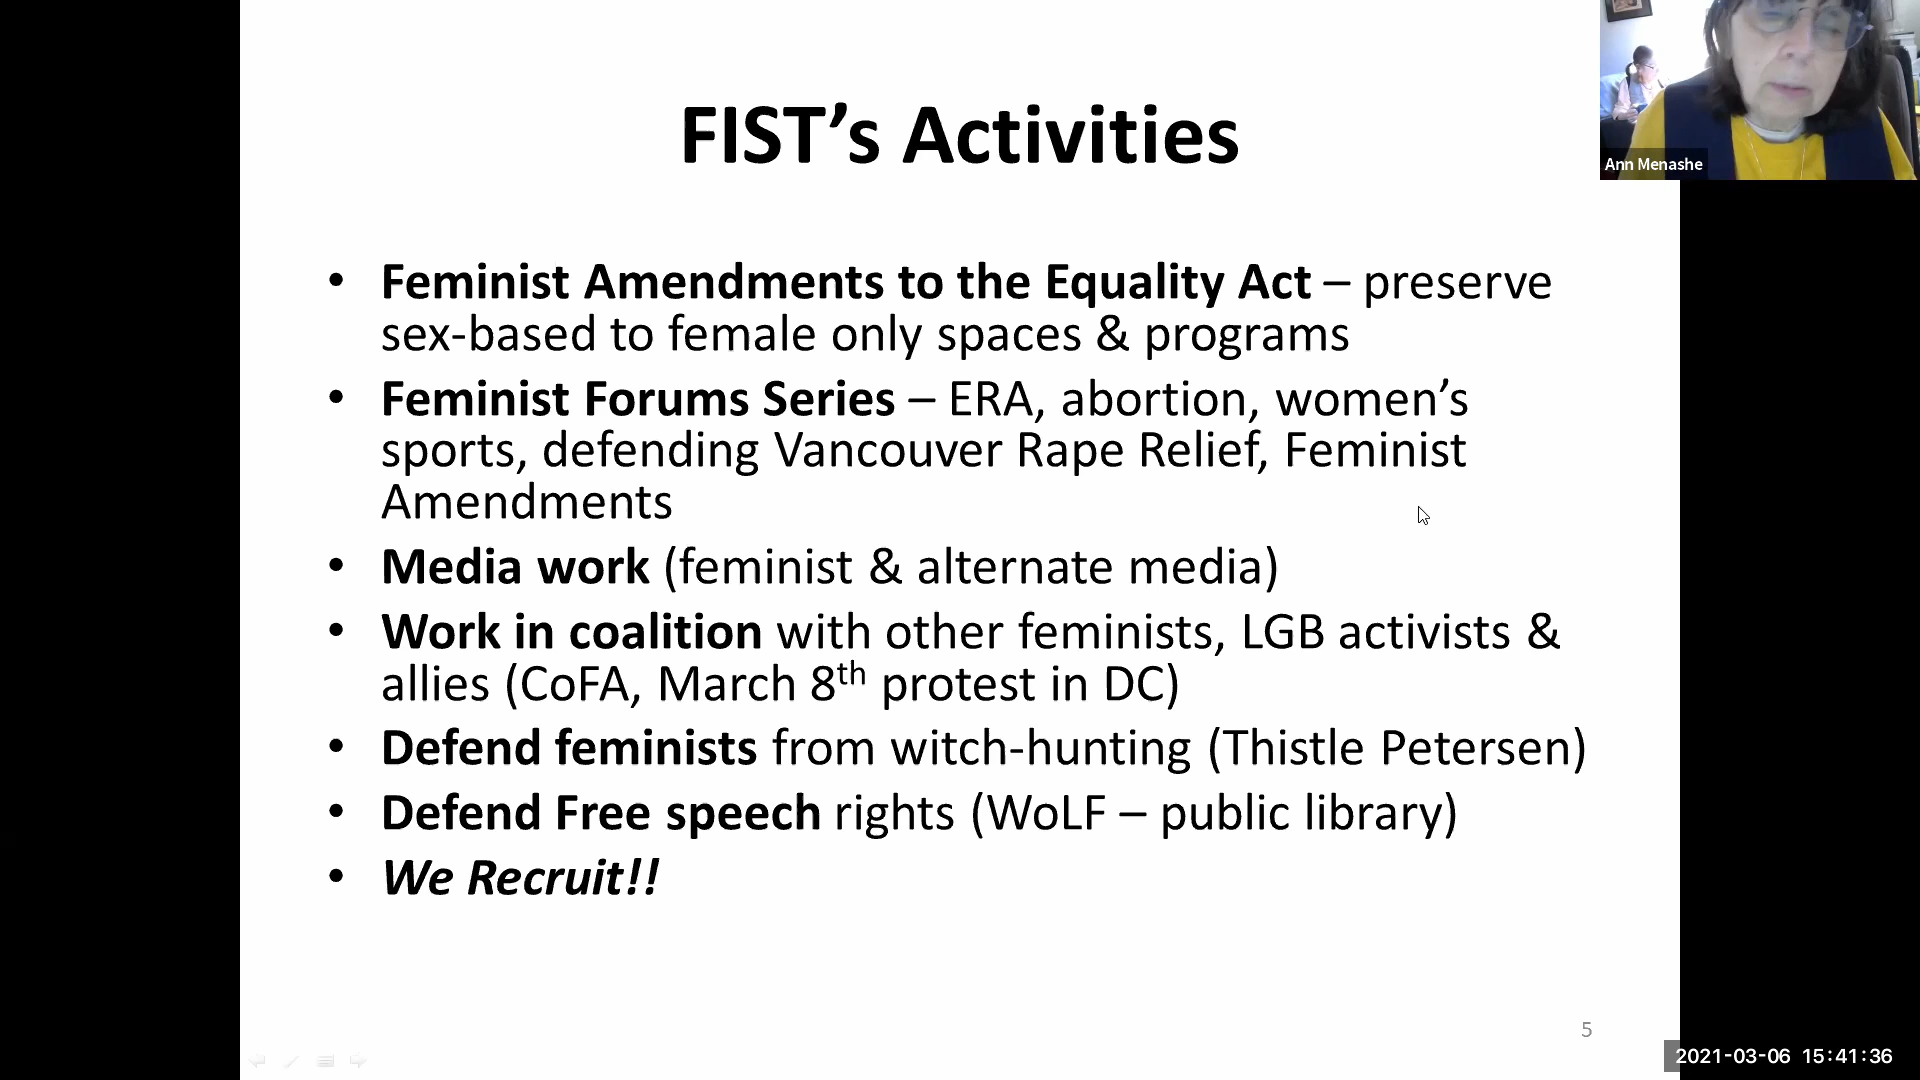 FIST’s Activities
Ann Menashe
• Feminist Amendments to the Equality Act – preserve
sex-based to female only spaces & programs
• Feminist Forums Series – ERA, abortion, women’s
sports, defending Vancouver Rape Relief, Feminist
Amendments
• Media work (feminist & alternate media)
• Work in coalition with other feminists, LGB activists &
allies (CoFA, March 8th protest in DC)
• Defend feminists from witch-hunting (Thistle Petersen)
• Defend Free speech rights (WoLF – public library)
• We Recruit!!
5
2021-03-06 15:41:36